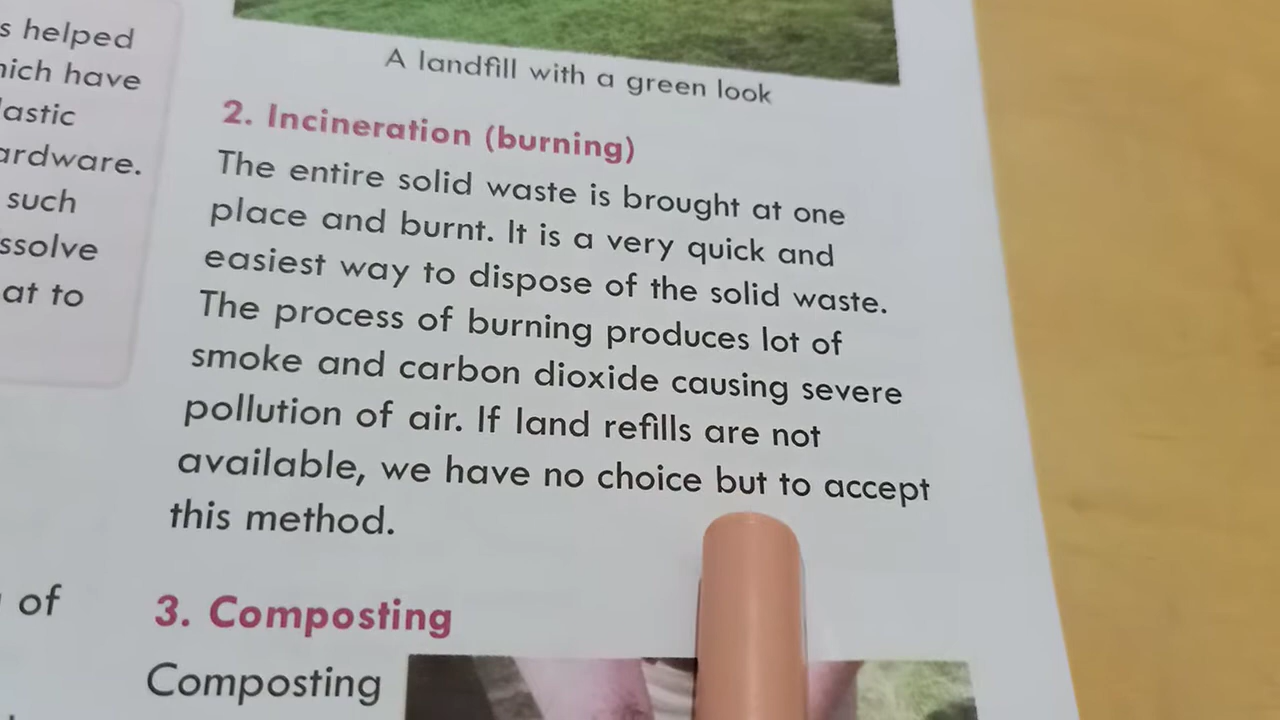 s helped
hich have
lastic
ardware.
such
ssolve
at to
of
A landfill with a green look
2. Incineration (burning)
The entire solid waste is brought at one
place and burnt. It is a very quick and
easiest way to dispose of the solid waste.
The process of burning produces lot of
smoke and carbon dioxide causing severe
pollution of air. If land refills are not
available, we have no choice but to accept
this method.
3. Composting
Composting